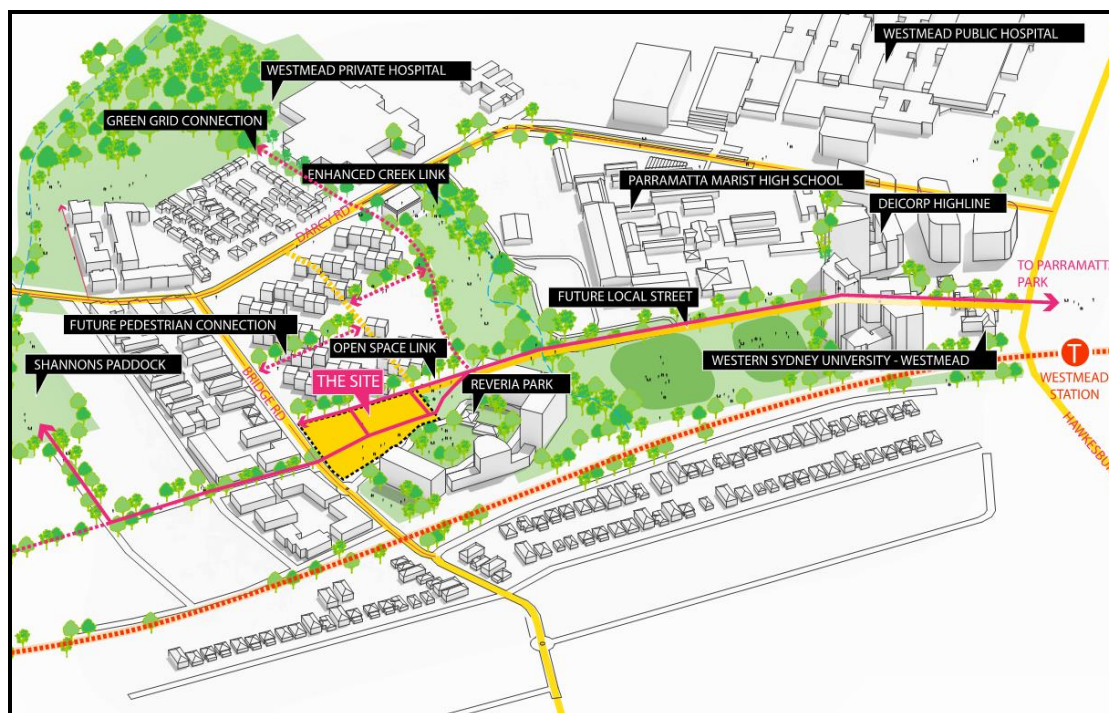 WESTMEAD PUBLIC HOSPITAL
WESTMEAD PRIVATE HOSPITAL
GREEN GRID CONNECTION
ENHANCED CREEK LINK
PARRAMATTA MARIST HIGH SCHOOL
DEICORP HIGHLINE
DARCY RD
TO PARRAMATTA
PARK
FUTURE LOCAL STREET
FUTURE PEDESTRIAN CONNECTION
OPEN SPACE LINK
SHANNONS PADDOCK
WESTERN SYDNEY UNIVERSITY - WESTMEAD
T
WESTMEAD
STATION
THE SITE
REVERIA PARK
BRIDGE RD